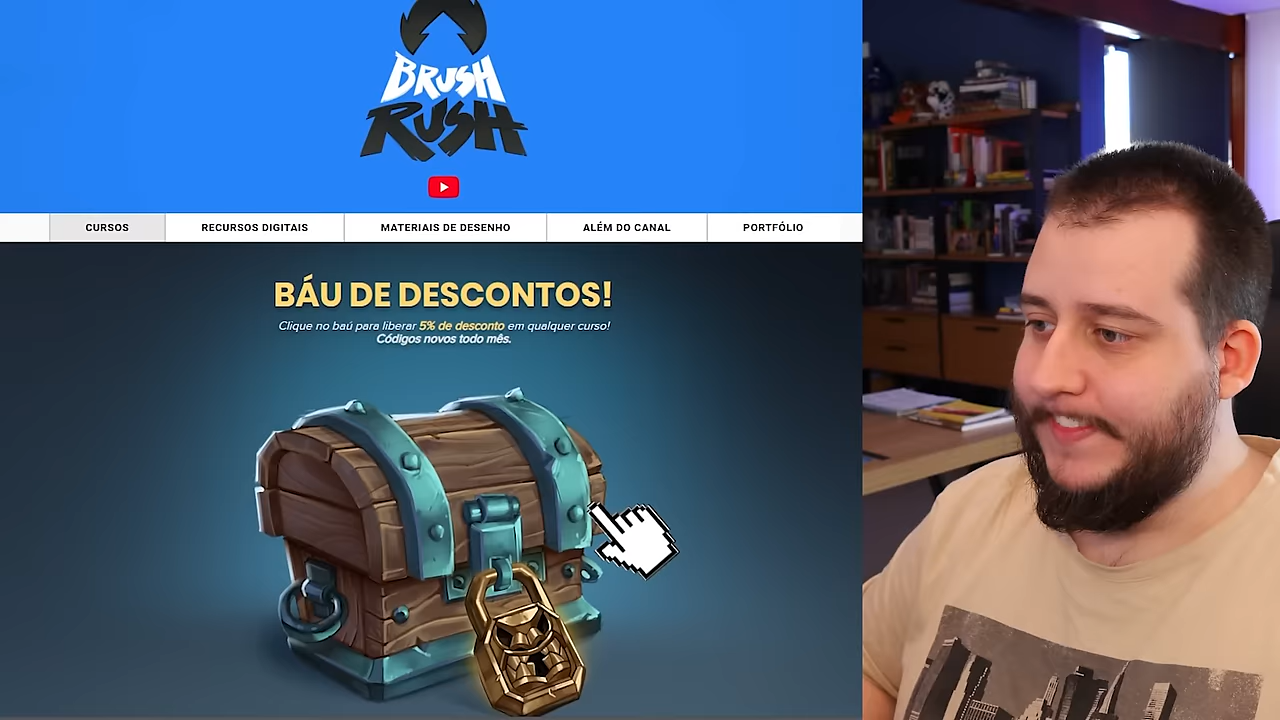 BRUSH
RUSH
CURSOS
RECURSOS DIGITAIS
MATERIAIS DE DESENHO
ALÉM DO CANAL
PORTFÓLIO
BÁU DE DESCONTOS!
Clique no baú para liberar 5% de desconto em qualquer curso!
Códigos novos todo mês.